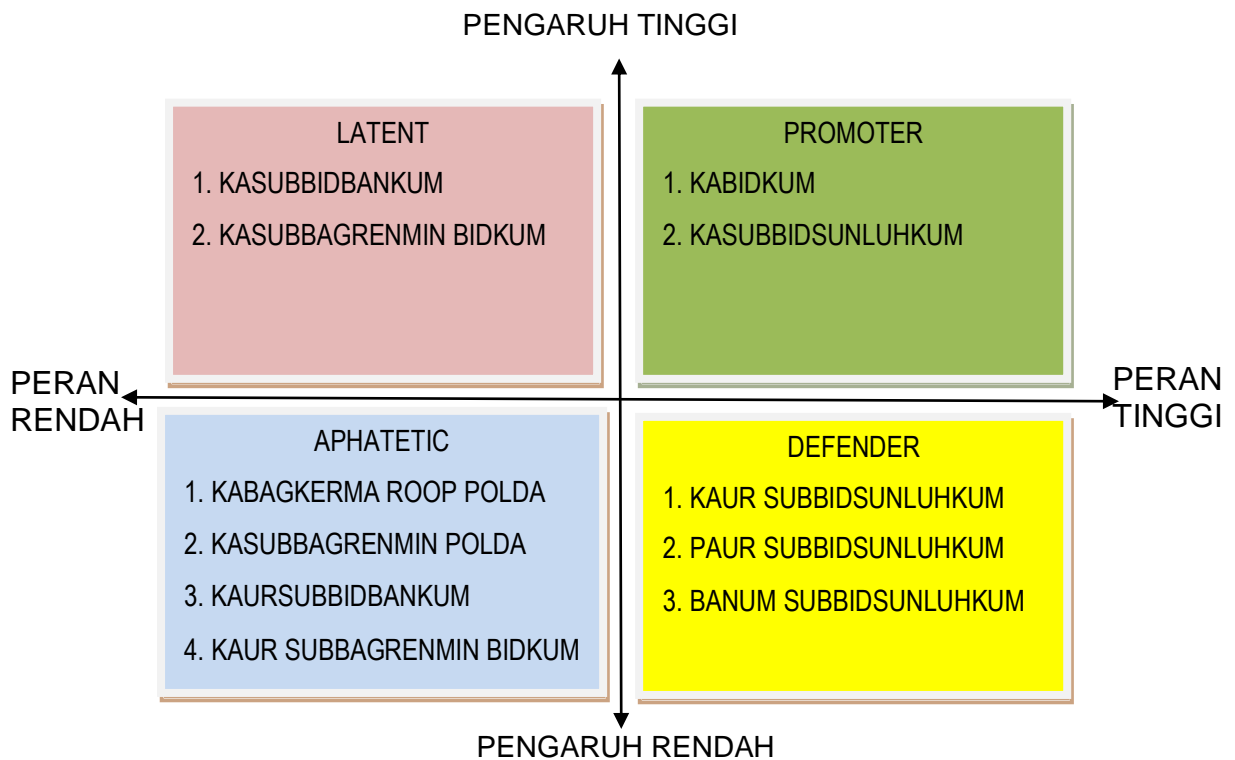 PENGARUH TINGGI
LATENT
1. KASUBBIDBANKUM
2. KASUBBAGRENMIN BIDKUM
PROMOTER
1. KABIDKUM
2. KASUBBIDSUNLUHKUM
PERAN
RENDAH
PERAN
TINGGI
APHATETIC
1. KABAGKERMA ROOP POLDA
2. KASUBBAGRENMIN POLDA
3. KAURSUBBIDBANKUM
4. KAUR SUBBAGRENMIN BIDKUM
DEFENDER
1. KAUR SUBBIDSUNLUHKUM
2. PAUR SUBBIDSUNLUHKUM
3. BANUM SUBBIDSUNLUHKUM
PENGARUH RENDAH